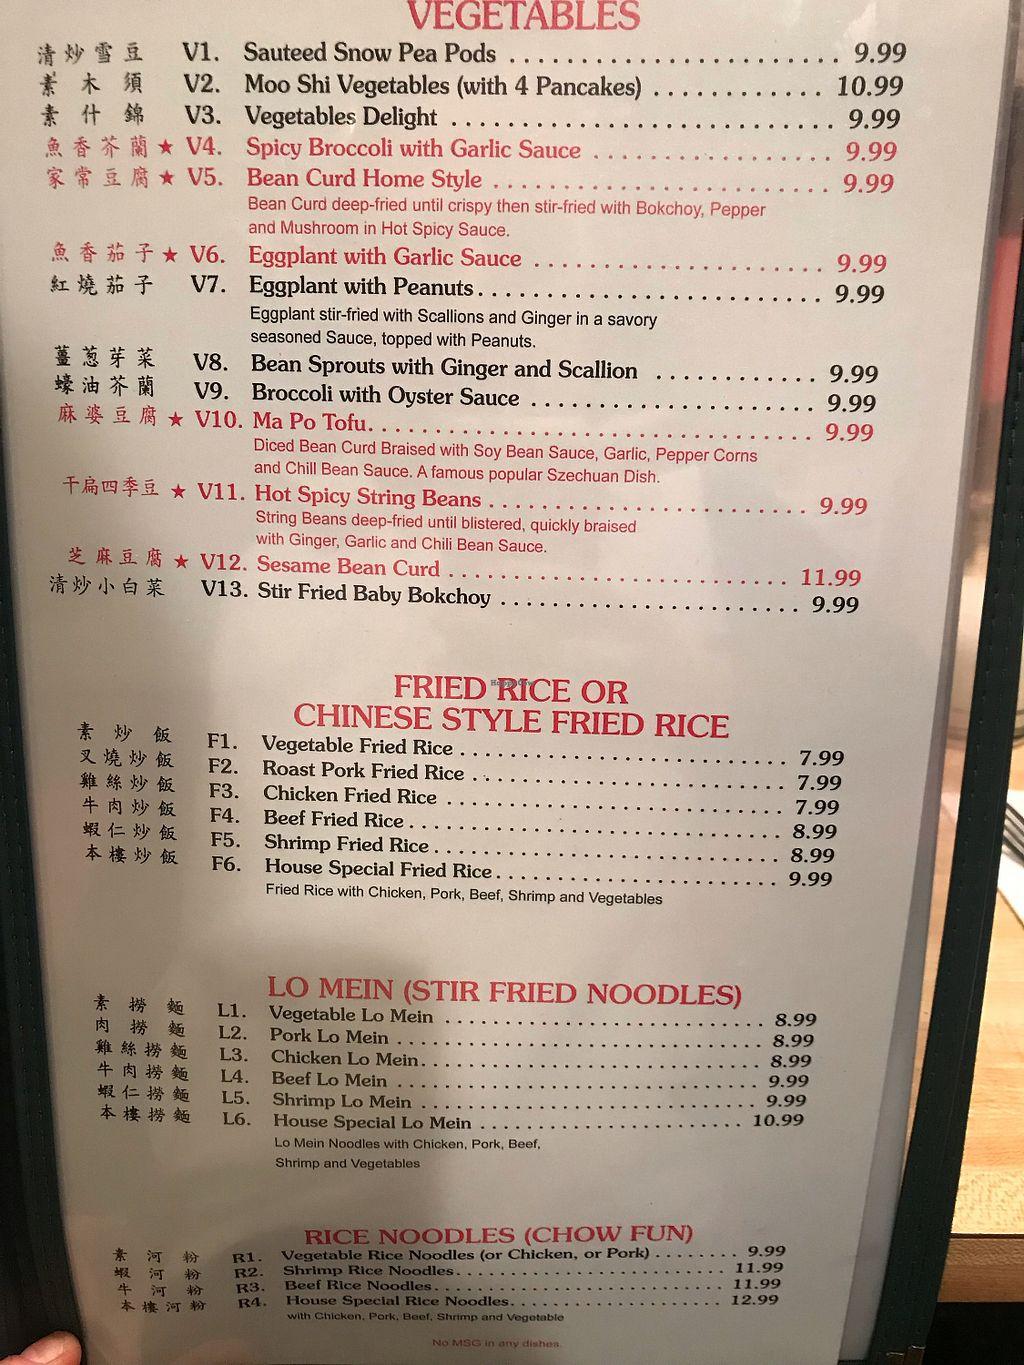 VEGETABLES
清炒雪豆 V1. Sauteed Snow Pea Pods 9.99
素木須 V2. Moo Shi Vegetables (with 4 Pancakes) 10.99
素什錦 V3. Vegetables Delight 9.99
魚香芥蘭 ★ V4. Spicy Broccoli with Garlic Sauce 9.99
家常豆腐 ★ V5. Bean Curd Home Style 9.99
Bean Curd deep-fried until crispy then stir-fried with Bokchoy, Pepper
and Mushroom in Hot Spicy Sauce.
魚香茄子 ★ V6. Eggplant with Garlic Sauce 9.99
紅燒茄子 V7. Eggplant with Peanuts 9.99
Eggplant stir-fried with Scallions and Ginger in a savory
seasoned Sauce, topped with Peanuts.
薑葱芽菜 V8. Bean Sprouts with Ginger and Scallion 9.99
蠔油芥蘭 V9. Broccoli with Oyster Sauce 9.99
麻婆豆腐 ★ V10. Ma Po Tofu 9.99
Diced Bean Curd Braised with Soy Bean Sauce, Garlic, Pepper Corns
and Chill Bean Sauce. A famous popular Szechuan Dish.
干扁四季豆 ★ V11. Hot Spicy String Beans 9.99
String Beans deep-fried until blistered, quickly braised
with Ginger, Garlic and Chili Bean Sauce.
芝麻豆腐 ★ V12. Sesame Bean Curd 11.99
清炒小白菜 V13. Stir Fried Baby Bokchoy 9.99
FRIED RICE OR
CHINESE STYLE FRIED RICE
HappyCow
素炒飯 F1. Vegetable Fried Rice 7.99
叉燒炒飯 F2. Roast Pork Fried Rice 7.99
雞絲炒飯 F3. Chicken Fried Rice 7.99
牛肉炒飯 F4. Beef Fried Rice 8.99
蝦仁炒飯 F5. Shrimp Fried Rice 8.99
本樓炒飯 F6. House Special Fried Rice 9.99
Fried Rice with Chicken, Pork, Beef, Shrimp and Vegetables
LO MEIN (STIR FRIED NOODLES)
素撈麵 L1. Vegetable Lo Mein 8.99
肉撈麵 L2. Pork Lo Mein 8.99
雞絲撈麵 L3. Chicken Lo Mein 8.99
牛肉撈麵 L4. Beef Lo Mein 9.99
蝦仁撈麵 L5. Shrimp Lo Mein 9.99
本樓撈麵 L6. House Special Lo Mein 10.99
Lo Mein Noodles with Chicken, Pork, Beef,
Shrimp and Vegetables
RICE NOODLES (CHOW FUN)
素河粉 R1. Vegetable Rice Noodles (or Chicken, or Pork) 9.99
蝦河粉 R2. Shrimp Rice Noodles 11.99
牛河粉 R3. Beef Rice Noodles 11.99
本樓河粉 R4. House Special Rice Noodles 12.99
with Chicken, Pork, Beef, Shrimp and Vegetable
No MSG in any dishes.